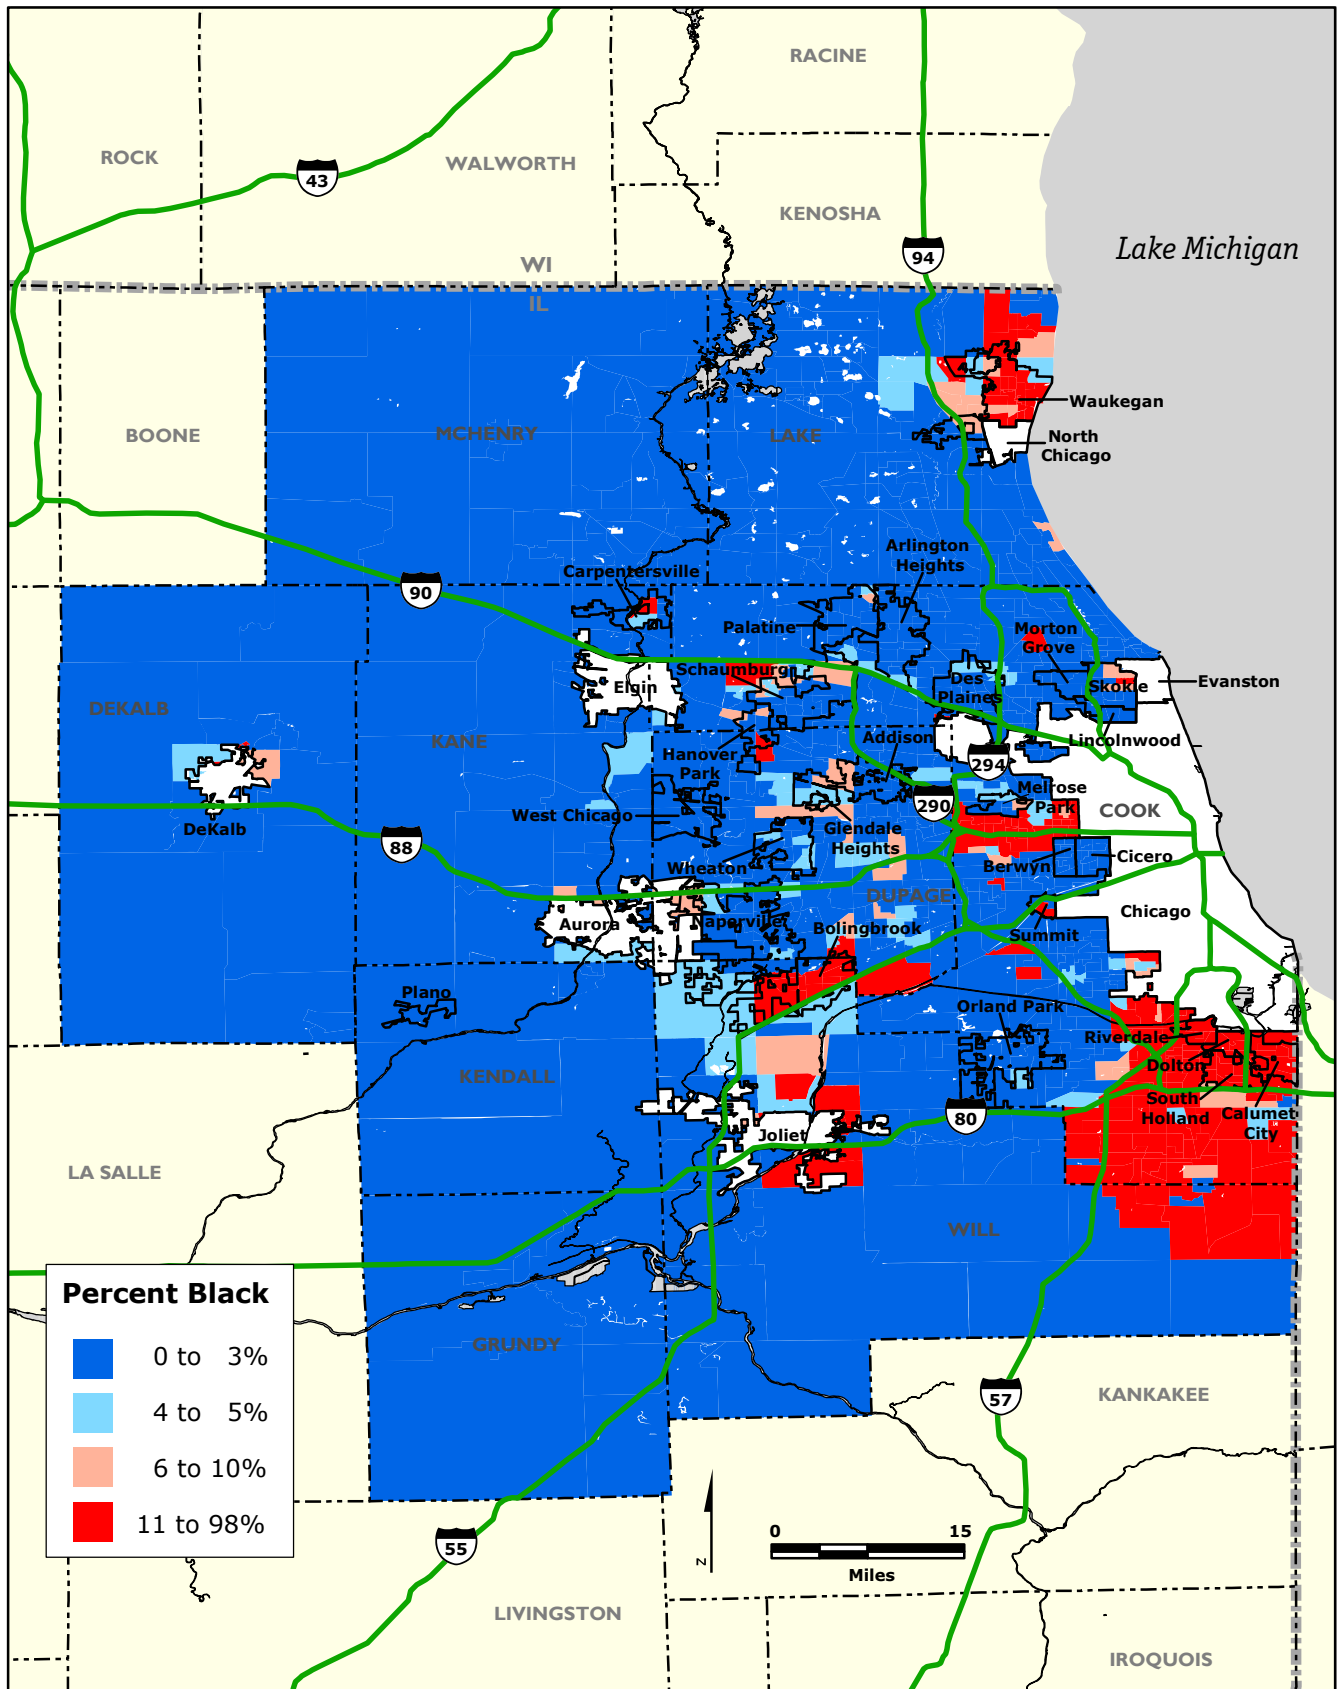 RACINE
ROCK
WALWORTH
43
KENOSHA
Lake Michigan
94
WI
IL
Waukegan
BOONE
MCHENRY
LAKE
North
Chicago
Arlington
Heights
Carpentersville
90
Palatine
Morton
Grove
Schaumburg
Elgin
Des
Plaines
Skokie
Evanston
DEKALB
KANE
Addison
Lincolnwood
Hanover
Park
294
Melrose
Park
290
COOK
West Chicago
DeKalb
Glendale
Heights
88
Cicero
Berwyn
Wheaton
DUPAGE
Chicago
Aurora
Naperville
Bolingbrook
Summit
Plano
Orland Park
Riverdale
Dolton
KENDALL
South
Holland
Calumet
City
80
Joliet
LA SALLE
WILL
Percent Black
0 to 3%
4 to 5%
6 to 10%
11 to 98%
GRUNDY
57
KANKAKEE
55
N
0 15
Miles
LIVINGSTON
IROQUOIS